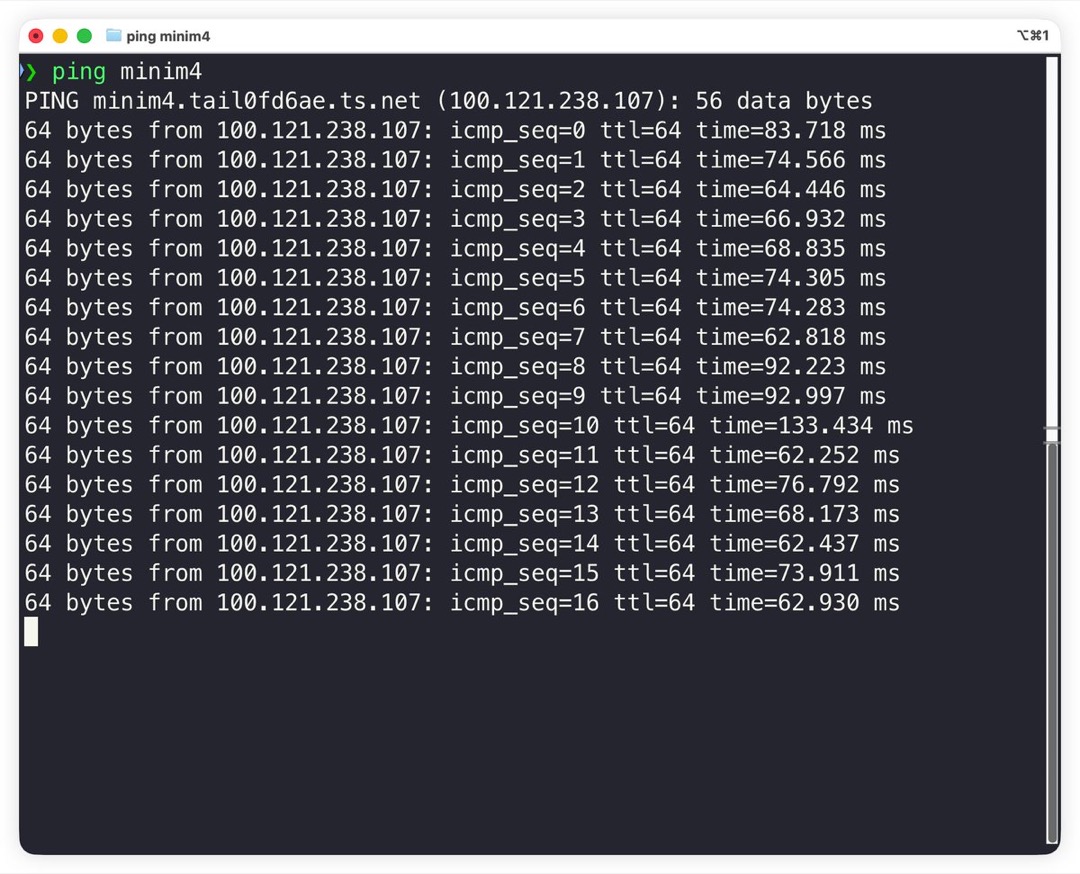 ping minim4
⌥⌘1
❯ ping minim4
PING minim4.tail0fd6ae.ts.net (100.121.238.107): 56 data bytes
64 bytes from 100.121.238.107: icmp_seq=0 ttl=64 time=83.718 ms
64 bytes from 100.121.238.107: icmp_seq=1 ttl=64 time=74.566 ms
64 bytes from 100.121.238.107: icmp_seq=2 ttl=64 time=64.446 ms
64 bytes from 100.121.238.107: icmp_seq=3 ttl=64 time=66.932 ms
64 bytes from 100.121.238.107: icmp_seq=4 ttl=64 time=68.835 ms
64 bytes from 100.121.238.107: icmp_seq=5 ttl=64 time=74.305 ms
64 bytes from 100.121.238.107: icmp_seq=6 ttl=64 time=74.283 ms
64 bytes from 100.121.238.107: icmp_seq=7 ttl=64 time=62.818 ms
64 bytes from 100.121.238.107: icmp_seq=8 ttl=64 time=92.223 ms
64 bytes from 100.121.238.107: icmp_seq=9 ttl=64 time=92.997 ms
64 bytes from 100.121.238.107: icmp_seq=10 ttl=64 time=133.434 ms
64 bytes from 100.121.238.107: icmp_seq=11 ttl=64 time=62.252 ms
64 bytes from 100.121.238.107: icmp_seq=12 ttl=64 time=76.792 ms
64 bytes from 100.121.238.107: icmp_seq=13 ttl=64 time=68.173 ms
64 bytes from 100.121.238.107: icmp_seq=14 ttl=64 time=62.437 ms
64 bytes from 100.121.238.107: icmp_seq=15 ttl=64 time=73.911 ms
64 bytes from 100.121.238.107: icmp_seq=16 ttl=64 time=62.930 ms